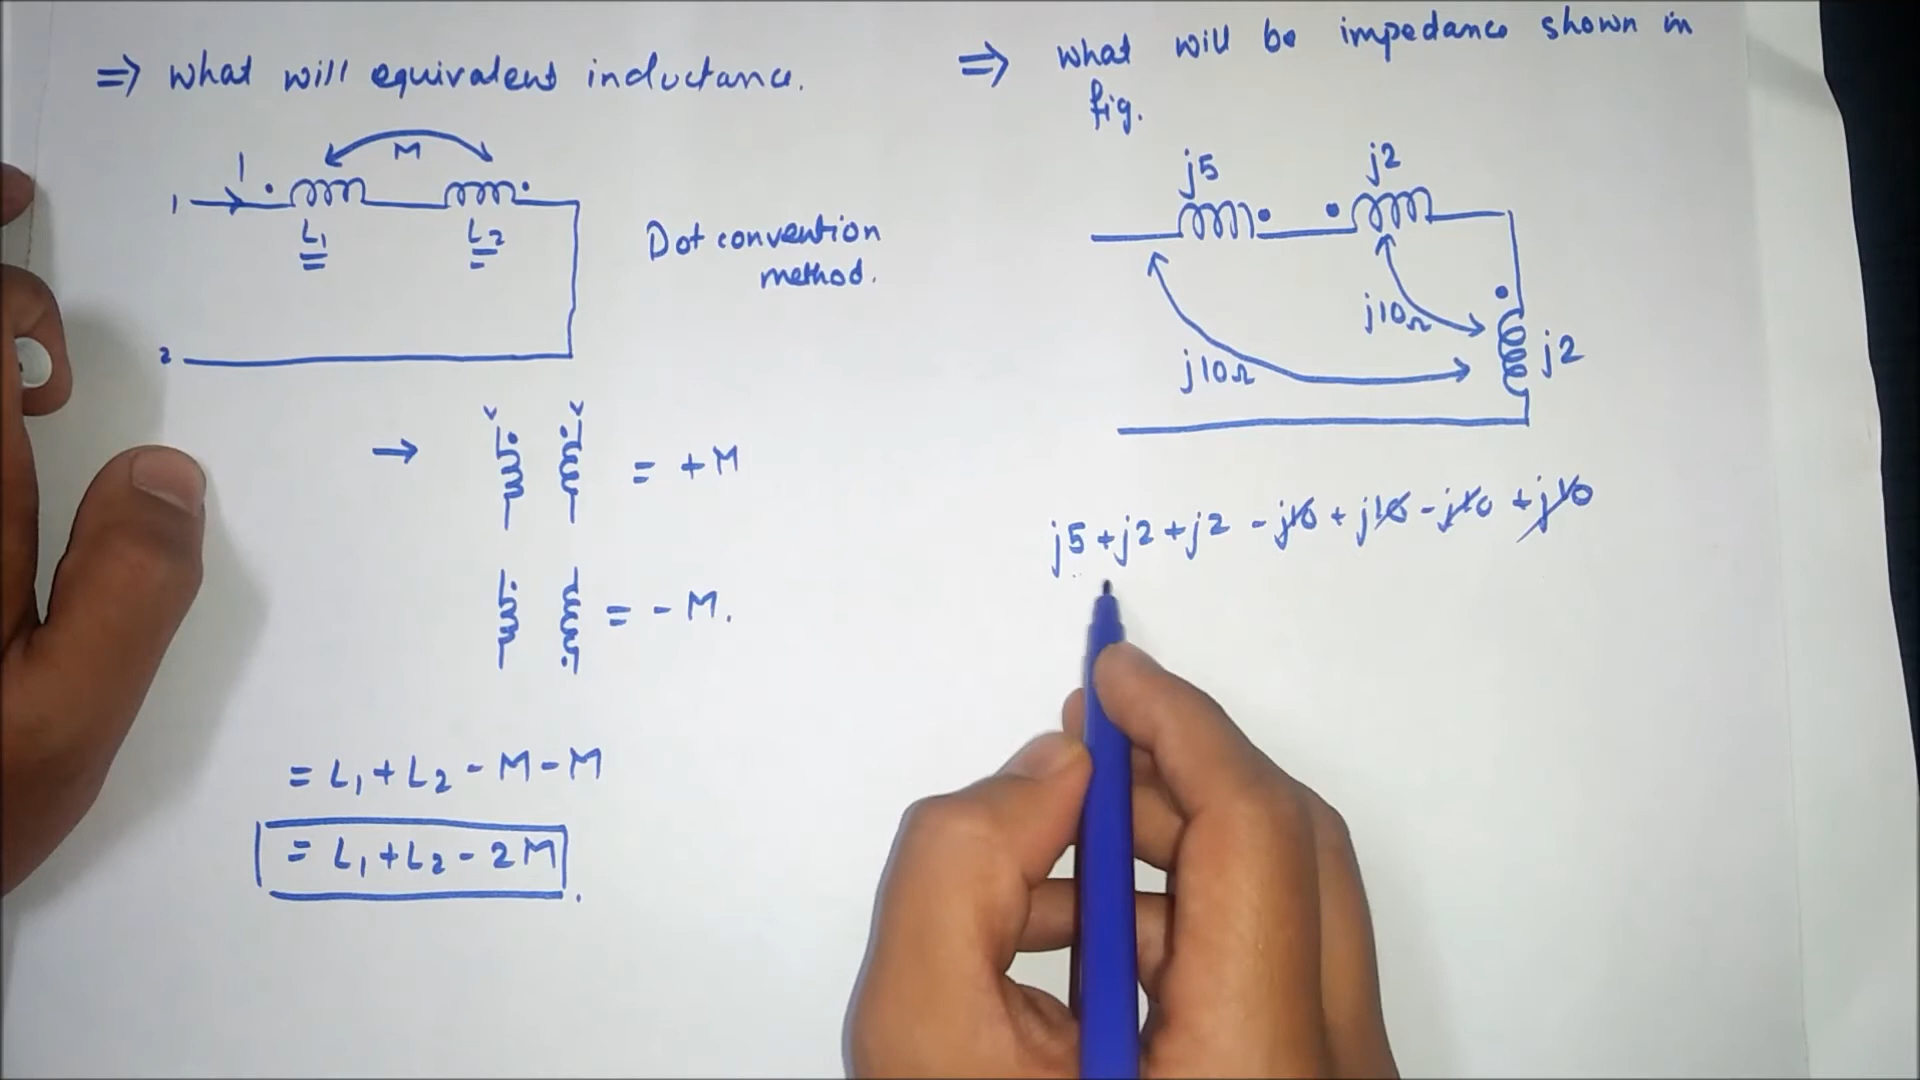 ⇒ What will equivalent inductance.
M
I
1
L₁
L₂
2
Dot convention
method.
→ = +M
= -M.
= L₁ + L₂ - M - M
= L₁ + L₂ - 2M
⇒ what will be impedance shown in
fig.
j5
j2
j10Ω
j10Ω
j2
j5 + j2 + j2 - j10 + j10 - j10 + j10